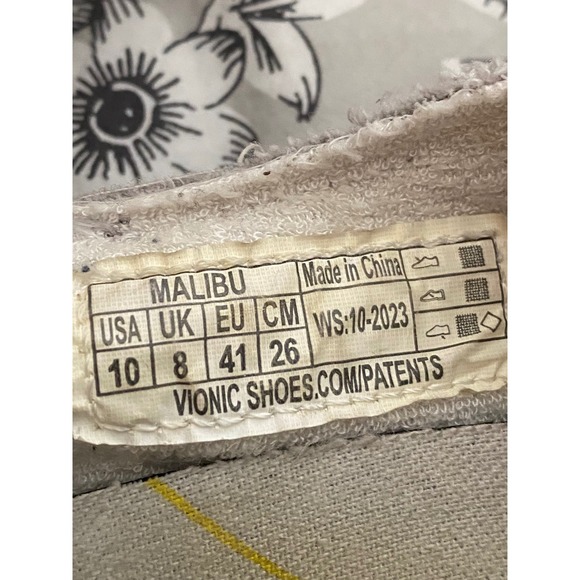 MALIBU
Made in China
USA UK EU CM
WS:10-2023
10 8 41 26
VIONIC SHOES.COM/PATENTS